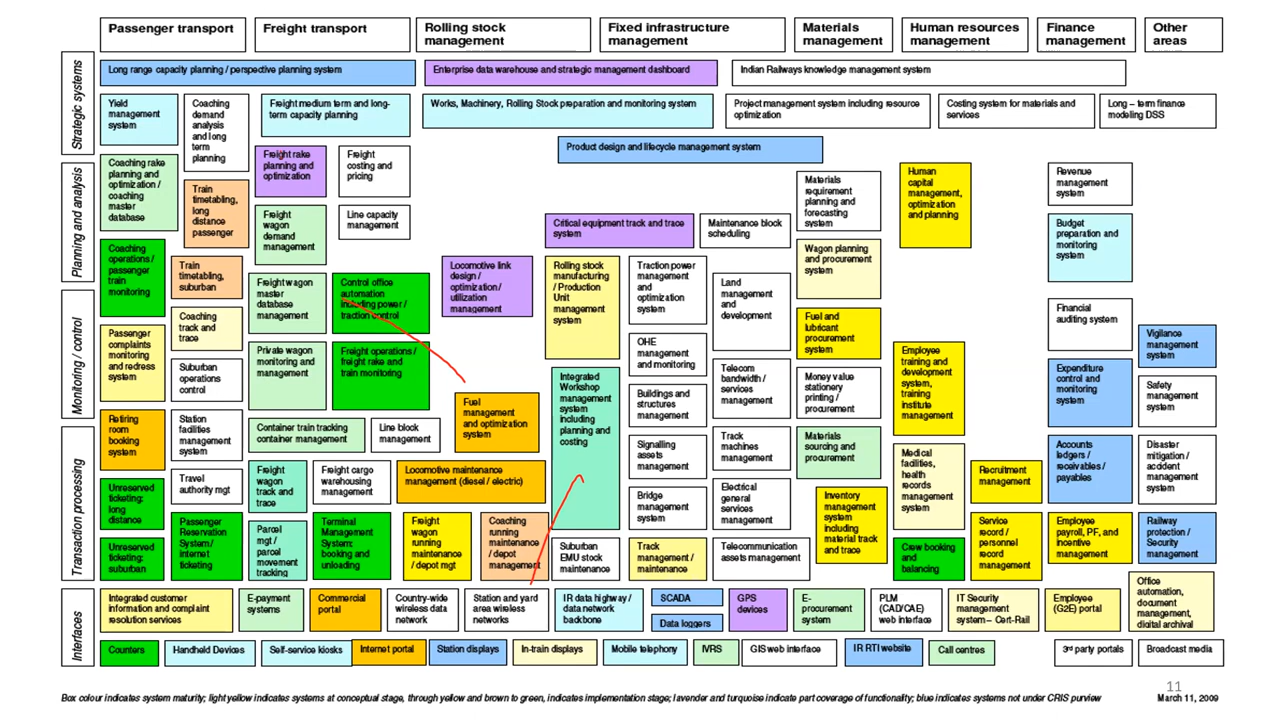 Passenger transport
Freight transport
Rolling stock
management
Fixed infrastructure
management
Materials
management
Human resources
management
Finance
management
Other
areas
Strategic systems
Long range capacity planning / perspective planning system
Enterprise data warehouse and strategic management dashboard
Indian Railways knowledge management system
Yield
management
system
Coaching
demand
analysis
and long
term
planning
Freight medium term and long-
term capacity planning
Works, Machinery, Rolling Stock preparation and monitoring system
Project management system including resource
optimization
Costing system for materials and
services
Long – term finance
modeling DSS
Product design and lifecycle management system
Planning and analysis
Coaching rake
planning and
optimization /
coaching
master
database
Train
timetabling,
long
distance
passenger
Freight rake
planning and
optimization
Freight
costing and
pricing
Freight
wagon
demand
management
Line capacity
management
Critical equipment track and trace
system
Maintenance block
scheduling
Materials
requirement
planning and
forecasting
system
Human
capital
management,
optimization
and planning
Revenue
management
system
Budget
preparation and
monitoring
system
Coaching
operations /
passenger
train
monitoring
Train
timetabling,
suburban
Freight wagon
master
database
management
Control office
automation
including power /
traction control
Locomotive link
design /
optimization /
utilization
management
Rolling stock
manufacturing
/ Production
Unit
management
system
Traction power
management
and
optimization
system
Land
management
and
development
Wagon planning
and procurement
system
Monitoring / control
Passenger
complaints
monitoring
and redress
system
Coaching
track and
trace
Suburban
operations
control
Private wagon
monitoring and
management
Freight operations /
freight rake and
train monitoring
OHE
management
and monitoring
Telecom
bandwidth /
services
management
Fuel and
lubricant
procurement
system
Money value
stationery
printing /
procurement
Employee
training and
development
system,
training
institute
management
Financial
auditing system
Expenditure
control and
monitoring
system
Vigilance
management
system
Safety
management
system
Integrated
Workshop
management
system
including
planning and
costing
Buildings and
structures
management
Fuel
management
and optimization
system
Retiring
room
booking
system
Station
facilities
management
system
Container train tracking
container management
Line block
management
Transaction processing
Signalling
assets
management
Track
machines
management
Materials
sourcing and
procurement
Medical
facilities,
health
records
management
system
Recruitment
management
Accounts
ledgers /
receivables /
payables
Disaster
mitigation /
accident
management
system
Travel
authority mgt
Freight
wagon
track and
trace
Freight cargo
warehousing
management
Locomotive maintenance
management (diesel / electric)
Unreserved
ticketing:
long
distance
Bridge
management
system
Electrical
general
services
management
Inventory
management
system
including
material track
and trace
Passenger
Reservation
System /
internet
ticketing
Parcel
mgt /
parcel
movement
tracking
Terminal
Management
System:
booking and
unloading
Freight
wagon
running
maintenance
/ depot mgt
Coaching
running
maintenance
/ depot
management
Unreserved
ticketing:
suburban
Suburban
EMU stock
maintenance
Track
management /
maintenance
Telecommunication
assets management
Crew booking
and
balancing
Service
record /
personnel
record
management
Employee
payroll, PF, and
incentive
management
Railway
protection /
Security
management
Interfaces
Integrated customer
information and complaint
resolution services
E-payment
systems
Commercial
portal
Country-wide
wireless data
network
Station and yard
area wireless
networks
IR data highway /
data network
backbone
SCADA
Data loggers
GPS
devices
E-
procurement
system
PLM
(CAD/CAE)
web interface
IT Security
management
system– Cert-Rail
Employee
(G2E) portal
Office
automation,
document
management,
digital archival
Counters
Handheld Devices
Self-service kiosks
Internet portal
Station displays
In-train displays
Mobile telephony
IVRS
GIS web interface
IR RTI website
Call centres
3rd party portals
Broadcast media
11
Box colour indicates system maturity; light yellow indicates systems at conceptual stage, through yellow and brown to green, indicates implementation stage; lavender and turquoise indicate part coverage of functionality; blue indicates systems not under CRIS purview
March 11, 2009